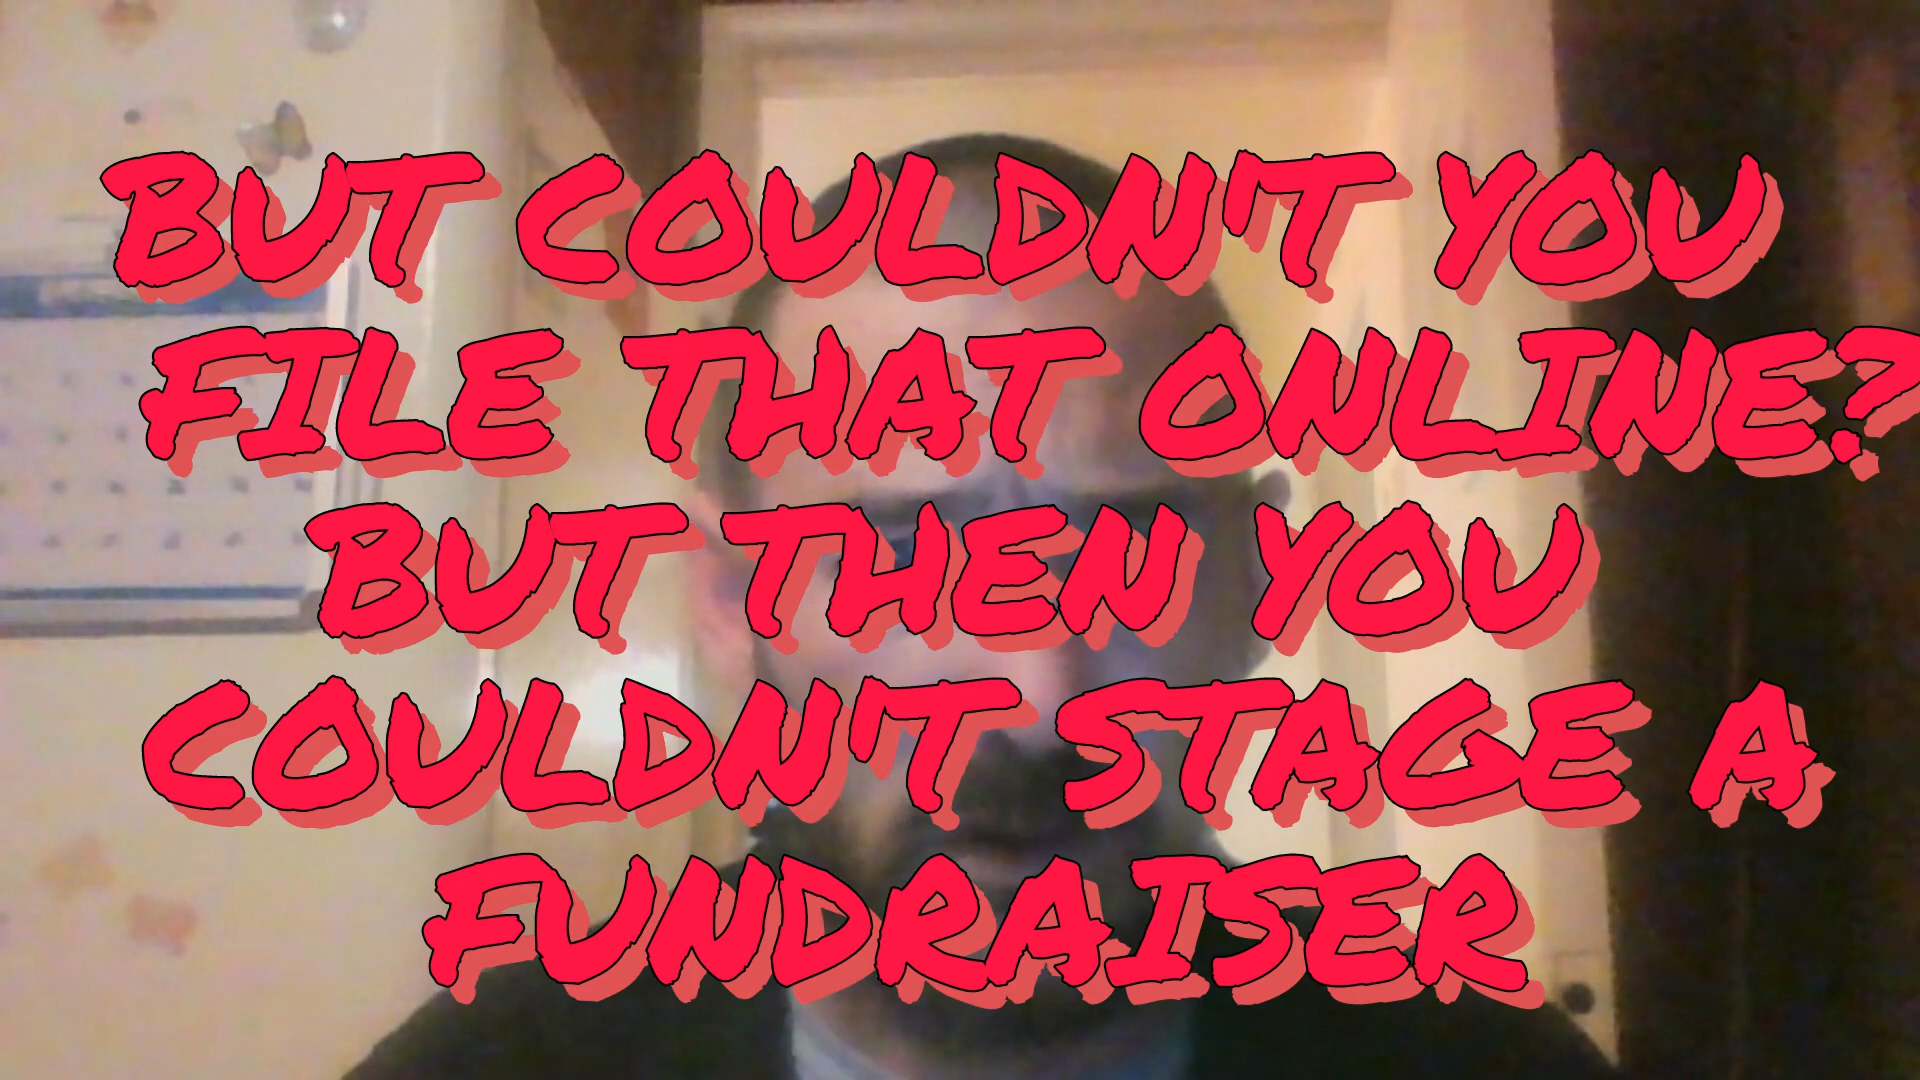 BUT COULDN'T YOU
FILE THAT ONLINE?
BUT THEN YOU
COULDN'T STAGE A
FUNDRAISER